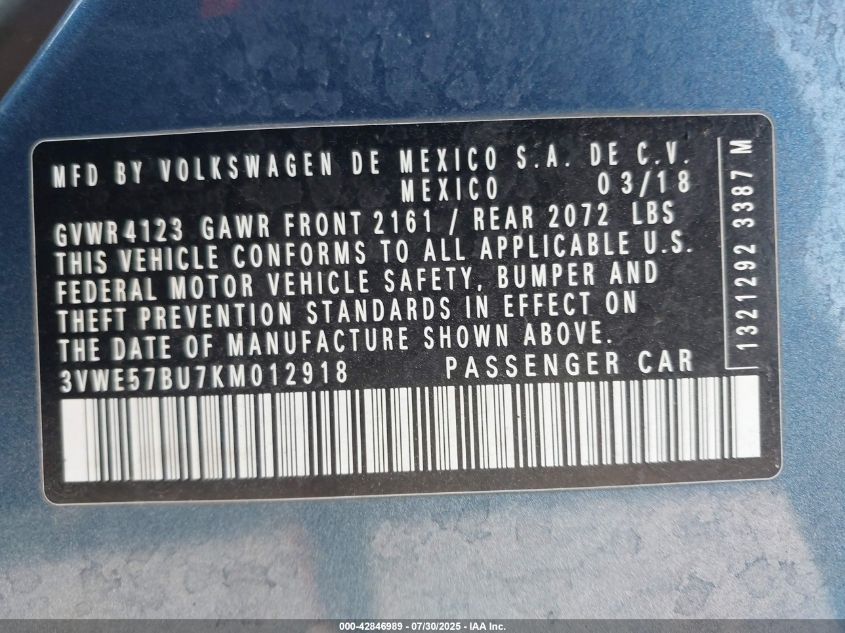 MFD BY VOLKSWAGEN DE MEXICO S.A. DE C.V.
MEXICO 03/18
GVWR 4123 GAWR FRONT 2161 / REAR 2072 LBS
THIS VEHICLE CONFORMS TO ALL APPLICABLE U.S.
FEDERAL MOTOR VEHICLE SAFETY, BUMPER AND
THEFT PREVENTION STANDARDS IN EFFECT ON
THE DATE OF MANUFACTURE SHOWN ABOVE.
3VWE57BU7KM012918 PASSENGER CAR
1321292 3387 M
000-42846989 - 07/30/2025 - IAA Inc.